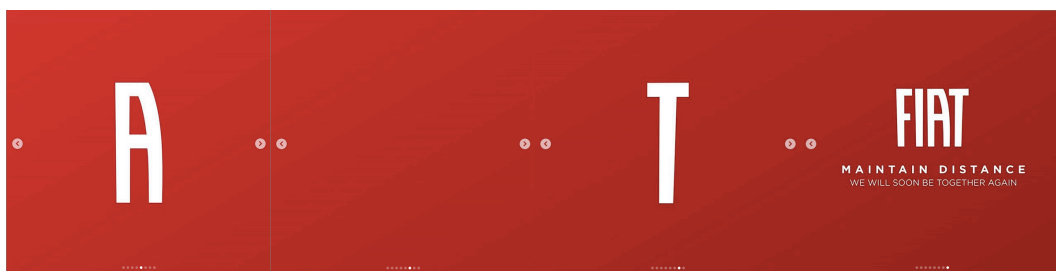 A
T
FIAT
MAINTAIN DISTANCE
WE WILL SOON BE TOGETHER AGAIN